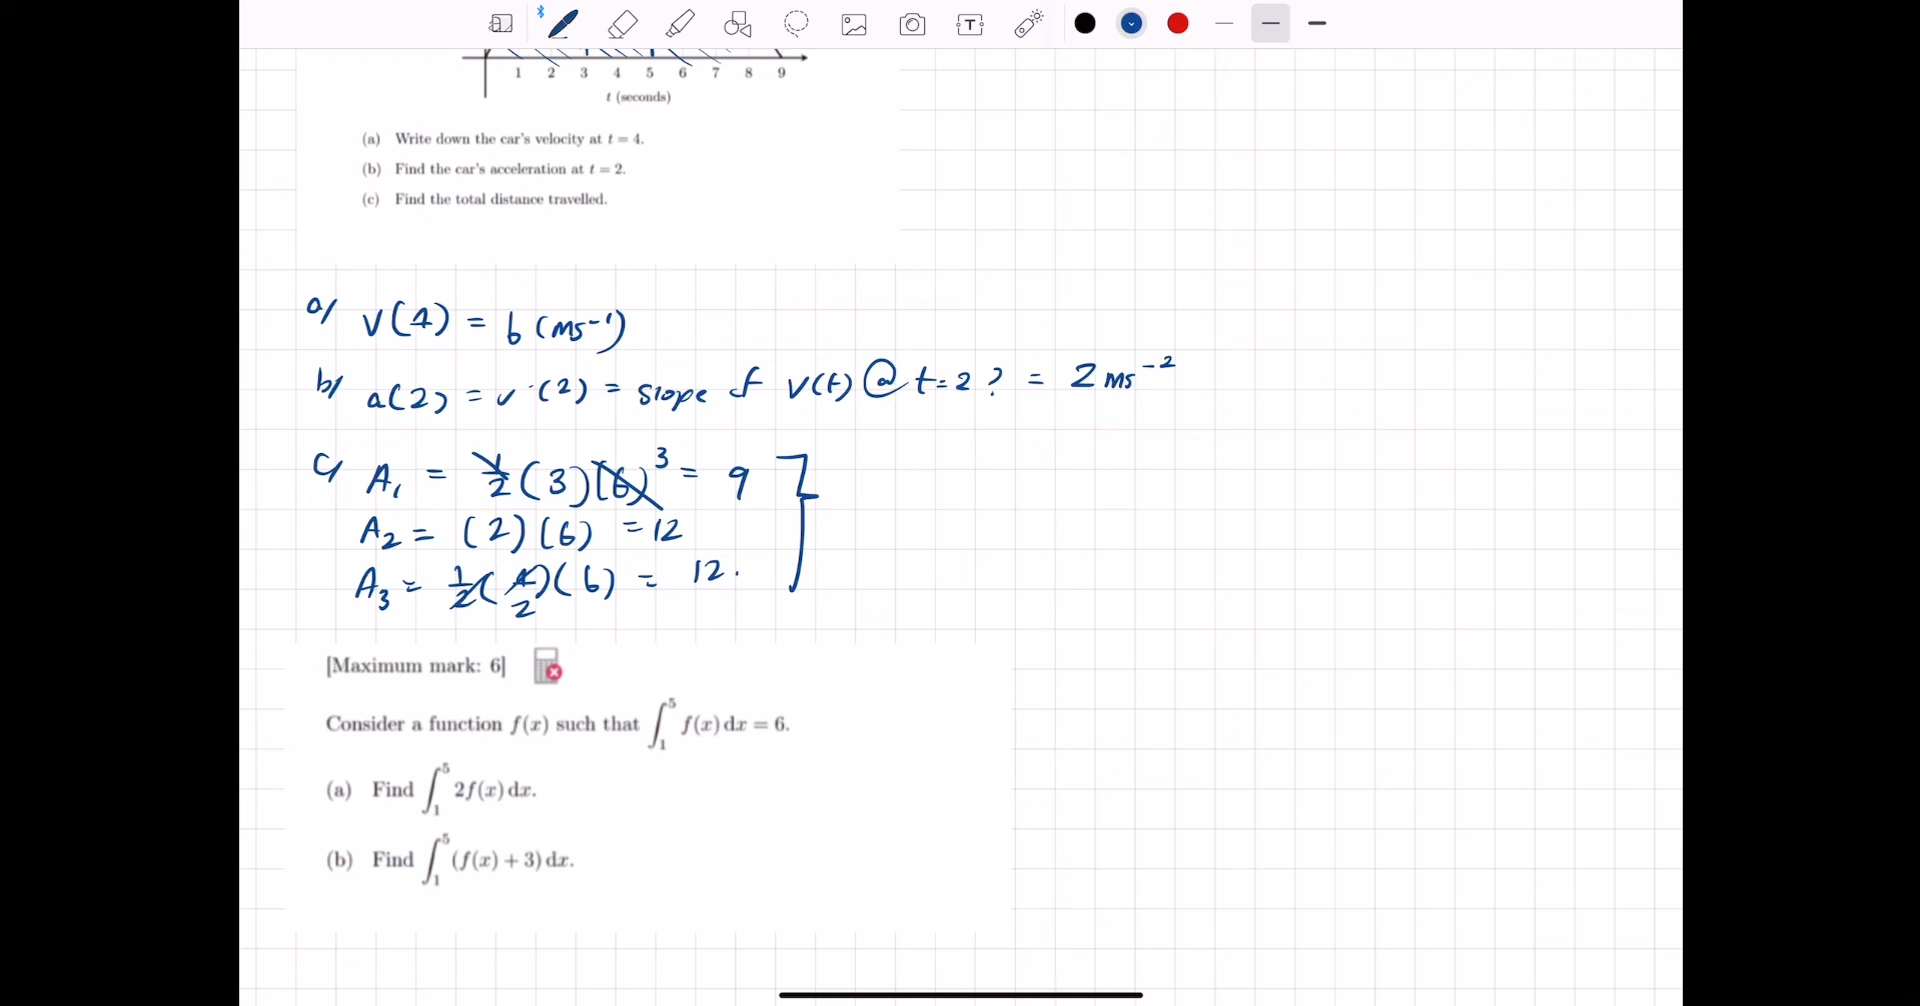 1 2 3 4 5 6 7 8 9
t (seconds)
(a) Write down the car's velocity at t = 4.
(b) Find the car's acceleration at t = 2.
(c) Find the total distance travelled.
a/ v(4) = 6 (ms⁻¹)
b/ a(2) = v'(2) = slope of v(t) @ t=2 ? = 2 ms⁻²
c/ A₁ = 1/2 (3)(6) 3 = 9
A₂ = (2)(6) = 12
A₃ = 1/2 (4)(6) = 12.
2
[Maximum mark: 6]
Consider a function f(x) such that ∫₁⁵ f(x) dx = 6.
(a) Find ∫₁⁵ 2f(x) dx.
(b) Find ∫₁⁵ (f(x) + 3) dx.